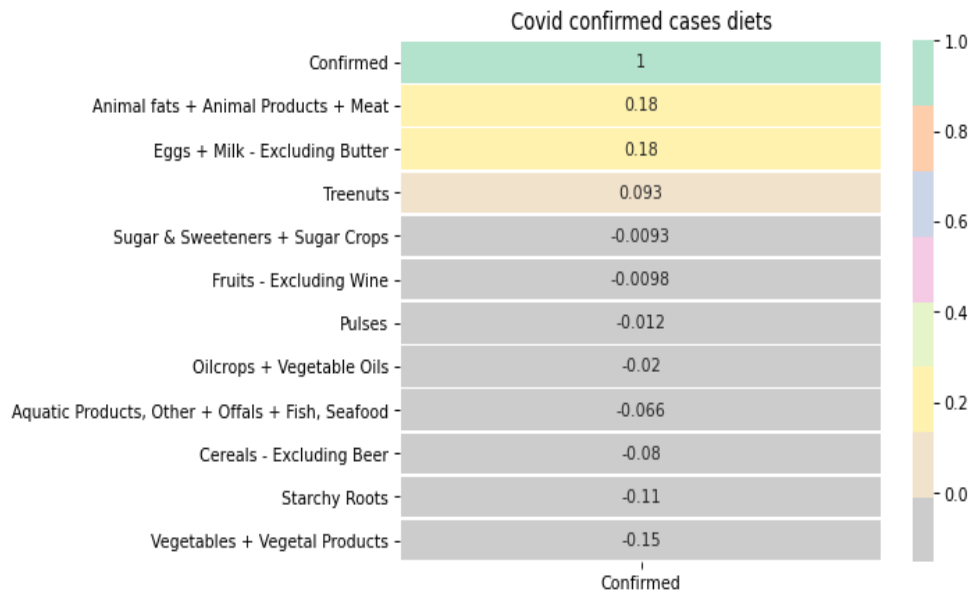 Covid confirmed cases diets
Confirmed 1
Animal fats + Animal Products + Meat 0.18
Eggs + Milk - Excluding Butter 0.18
Treenuts 0.093
Sugar & Sweeteners + Sugar Crops -0.0093
Fruits - Excluding Wine -0.0098
Pulses -0.012
Oilcrops + Vegetable Oils -0.02
Aquatic Products, Other + Offals + Fish, Seafood -0.066
Cereals - Excluding Beer -0.08
Starchy Roots -0.11
Vegetables + Vegetal Products -0.15
Confirmed
1.0
0.8
0.6
0.4
0.2
0.0